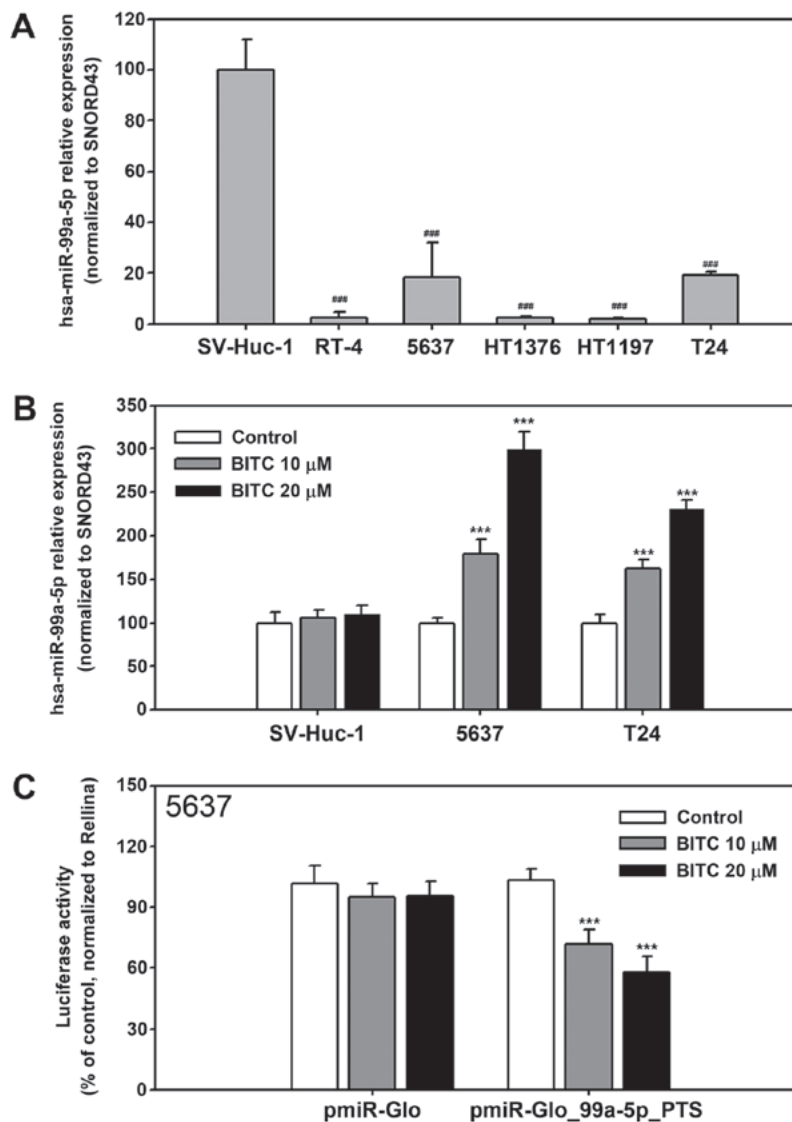 A
hsa-miR-99a-5p relative expression
(normalized to SNORD43)
120
100
80
60
40
20
0
###
###
###
###
###
SV-Huc-1 RT-4 5637 HT1376 HT1197 T24
B
hsa-miR-99a-5p relative expression
(normalized to SNORD43)
350
300
250
200
150
100
50
0
Control
BITC 10 μM
BITC 20 μM
***
***
***
***
SV-Huc-1 5637 T24
C
Luciferase activity
(% of control, normalized to Rellina)
150
120
90
60
30
0
5637
Control
BITC 10 μM
BITC 20 μM
***
***
pmiR-Glo pmiR-Glo_99a-5p_PTS